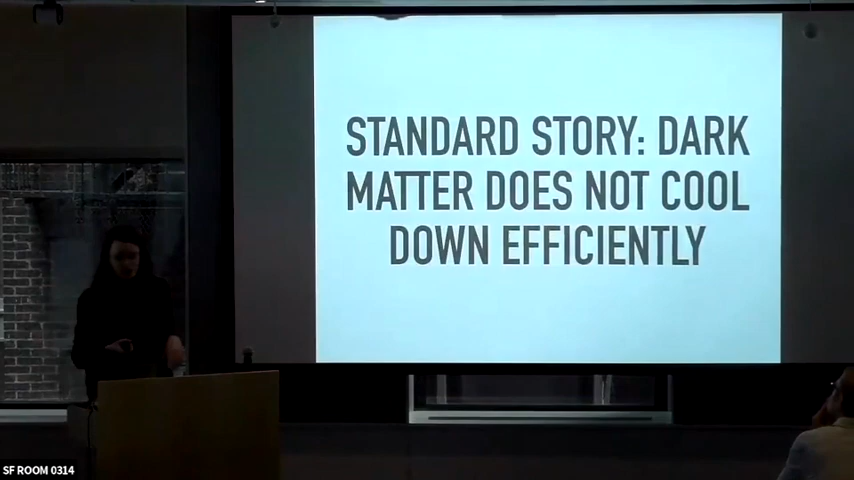 STANDARD STORY: DARK
MATTER DOES NOT COOL
DOWN EFFICIENTLY
SF ROOM 0314